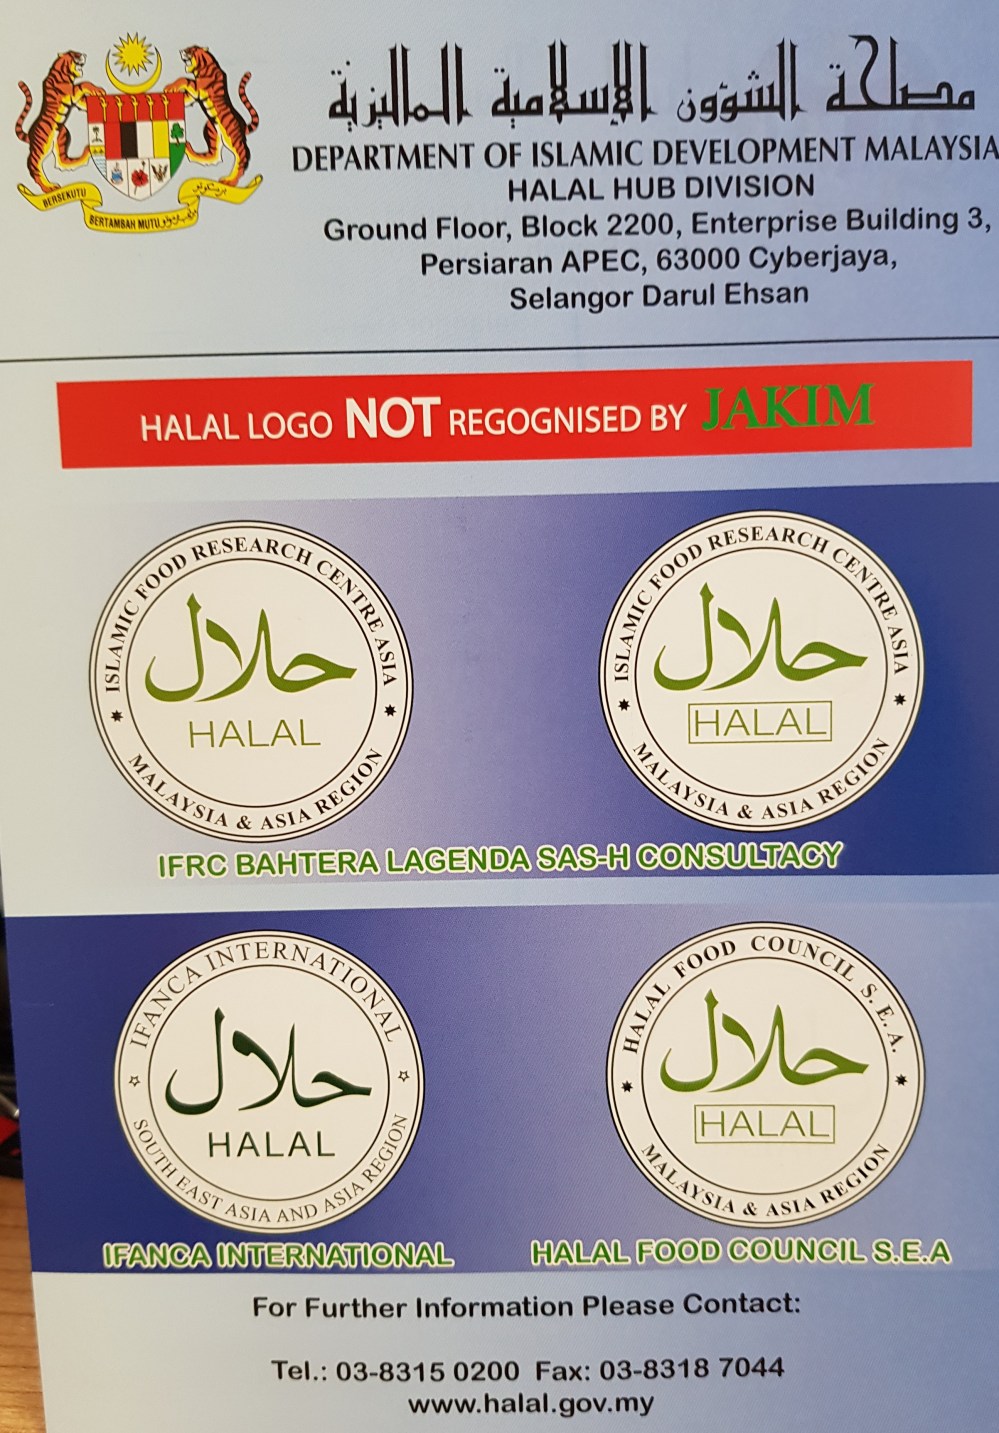 مصلحة الشؤون الإسلامية الماليزية
DEPARTMENT OF ISLAMIC DEVELOPMENT MALAYSIA
HALAL HUB DIVISION
Ground Floor, Block 2200, Enterprise Building 3,
Persiaran APEC, 63000 Cyberjaya,
Selangor Darul Ehsan
BERSEKUTU
BERTAMBAH MUTU
HALAL LOGO NOT REGOGNISED BY JAKIM
ISLAMIC FOOD RESEARCH CENTRE ASIA
حلال
HALAL
MALAYSIA & ASIA REGION
ISLAMIC FOOD RESEARCH CENTRE ASIA
حلال
HALAL
MALAYSIA & ASIA REGION
IFRC BAHTERA LAGENDA SAS-H CONSULTACY
IFANCA INTERNATIONAL
حلال
HALAL
SOUTH EAST ASIA AND ASIA REGION
HALAL FOOD COUNCIL S.E.A.
حلال
HALAL
MALAYSIA & ASIA REGION
IFANCA INTERNATIONAL
HALAL FOOD COUNCIL S.E.A
For Further Information Please Contact:
Tel.: 03-8315 0200 Fax: 03-8318 7044
www.halal.gov.my